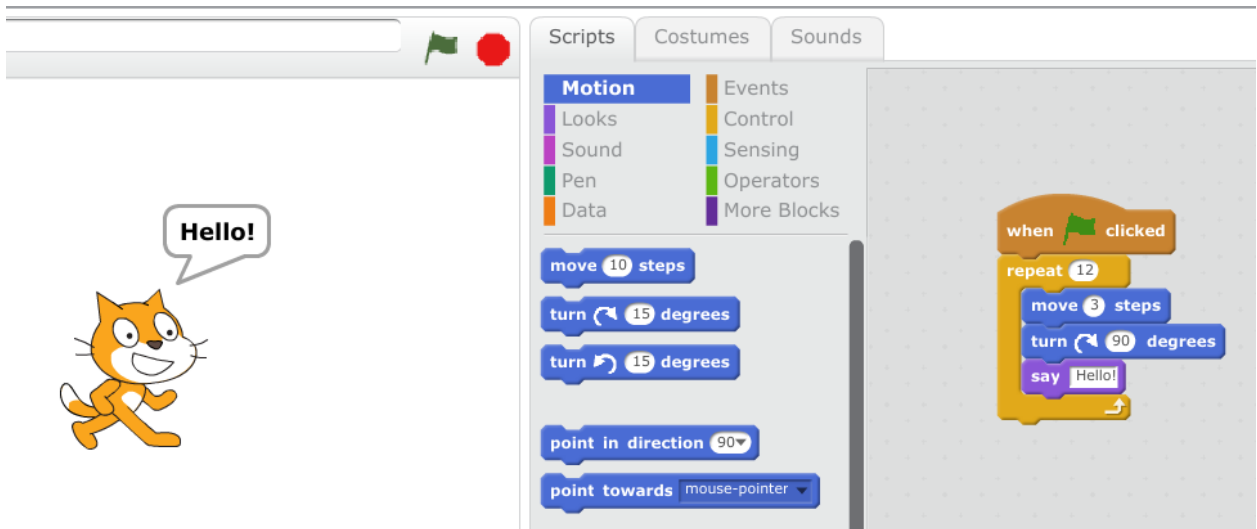 Scripts Costumes Sounds
Motion Events
Looks Control
Sound Sensing
Pen Operators
Data More Blocks
Hello!
move 10 steps
turn 15 degrees
turn 15 degrees
point in direction 90
point towards mouse-pointer
when clicked
repeat 12
move 3 steps
turn 90 degrees
say Hello!